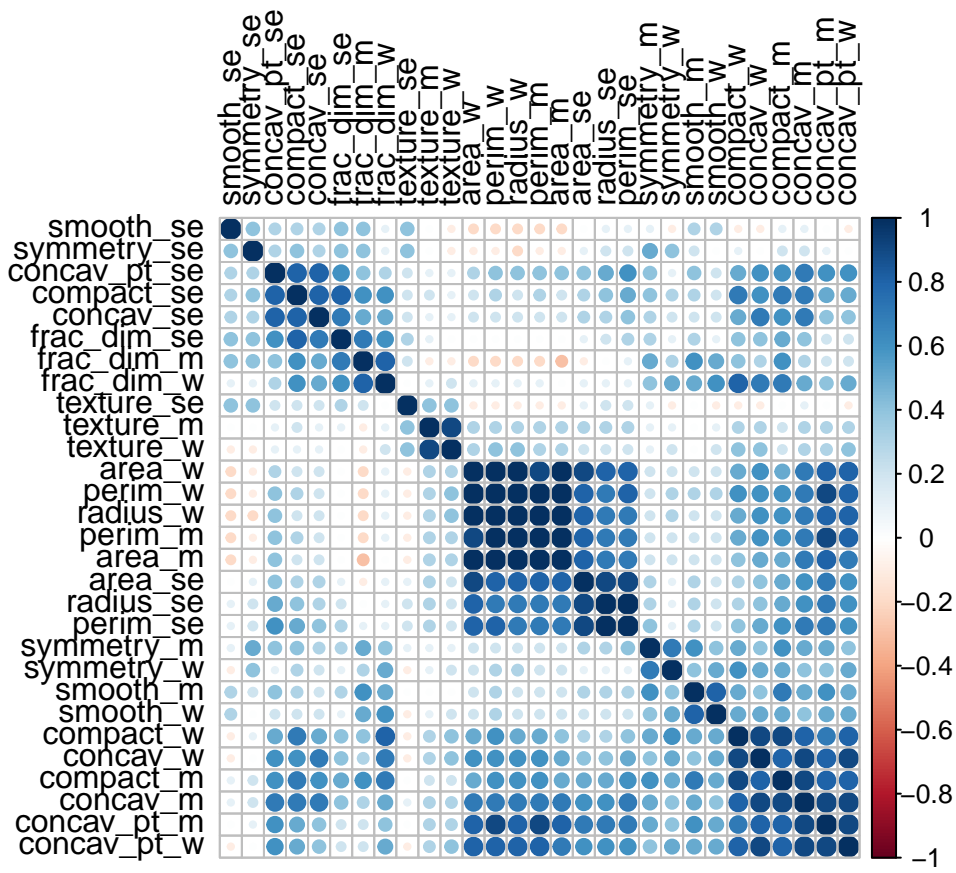 smooth_se
symmetry_se
concav_pt_se
compact_se
concav_se
frac_dim_se
frac_dim_m
frac_dim_w
texture_se
texture_m
texture_w
area_w
perim_w
radius_w
perim_m
area_m
area_se
radius_se
perim_se
symmetry_m
symmetry_w
smooth_m
smooth_w
compact_w
concav_w
compact_m
concav_m
concav_pt_m
concav_pt_w
smooth_se
symmetry_se
concav_pt_se
compact_se
concav_se
frac_dim_se
frac_dim_m
frac_dim_w
texture_se
texture_m
texture_w
area_w
perim_w
radius_w
perim_m
area_m
area_se
radius_se
perim_se
symmetry_m
symmetry_w
smooth_m
smooth_w
compact_w
concav_w
compact_m
concav_m
concav_pt_m
concav_pt_w
1
0.8
0.6
0.4
0.2
0
−0.2
−0.4
−0.6
−0.8
−1